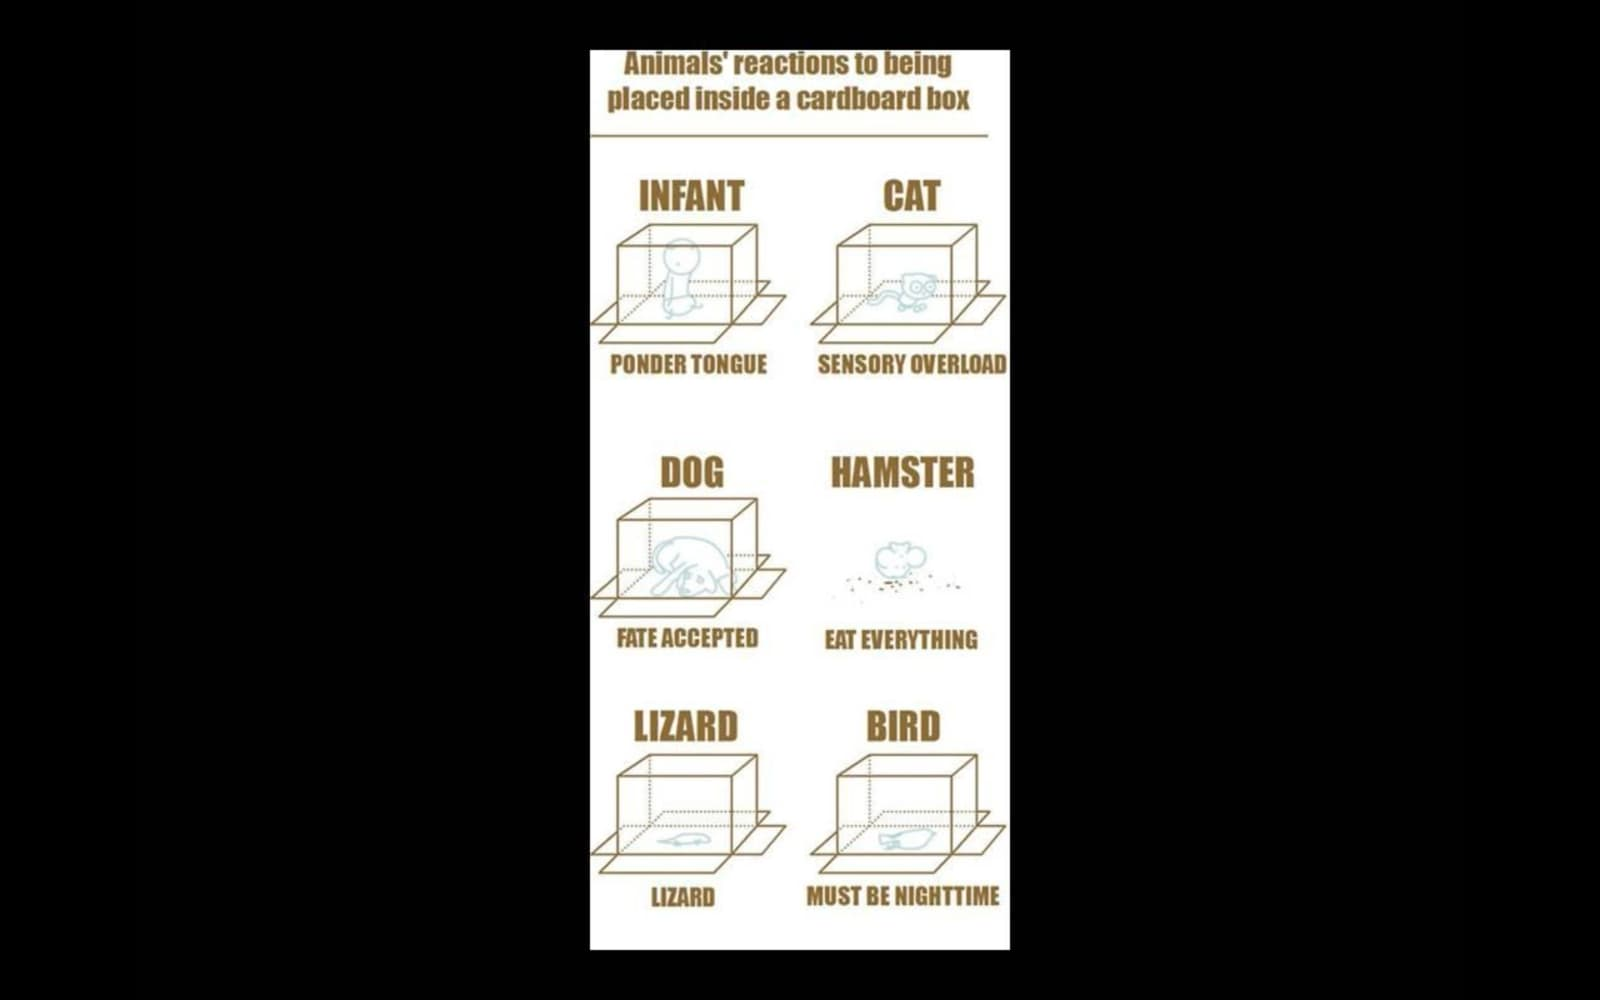 Animals' reactions to being
placed inside a cardboard box
INFANT
CAT
PONDER TONGUE
SENSORY OVERLOAD
DOG
HAMSTER
FATE ACCEPTED
EAT EVERYTHING
LIZARD
BIRD
LIZARD
MUST BE NIGHTTIME